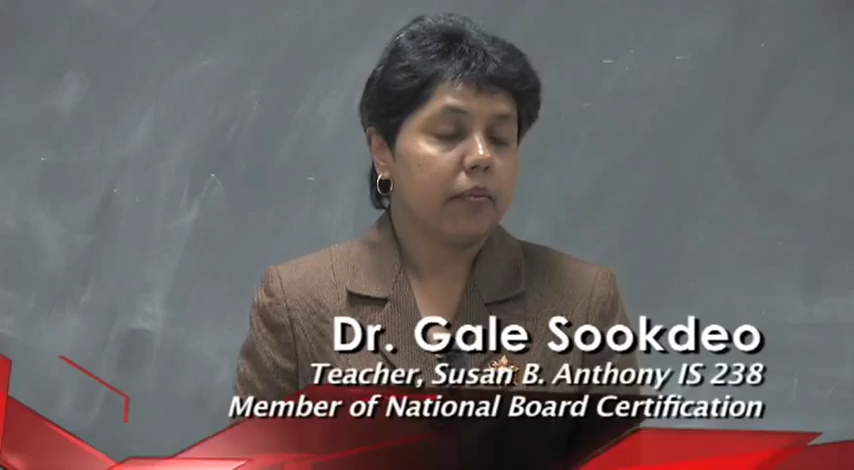 Dr. Gale Sookdeo
Teacher, Susan B. Anthony IS 238
Member of National Board Certification